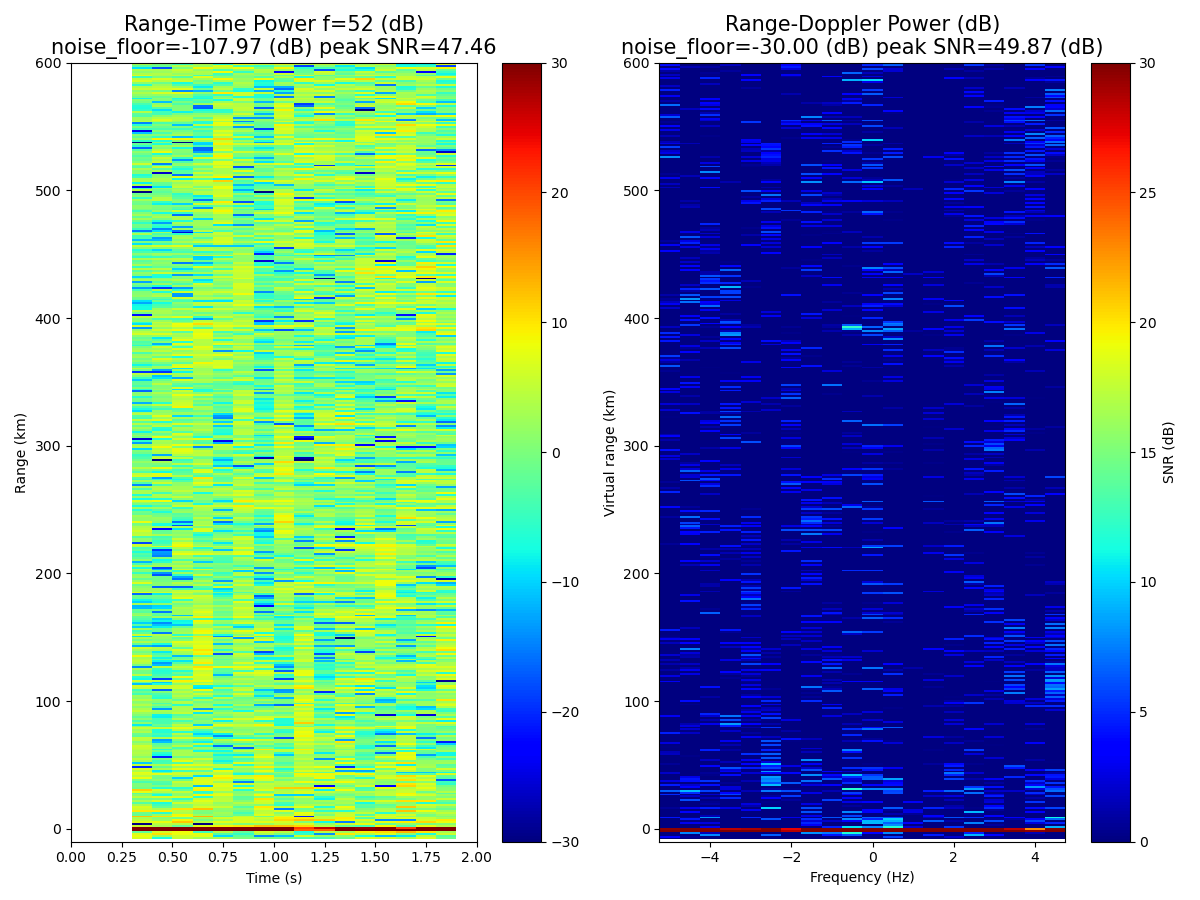 Range-Time Power f=52 (dB)
noise_floor=-107.97 (dB) peak SNR=47.46
Range (km)
600
500
400
300
200
100
0
0.00 0.25 0.50 0.75 1.00 1.25 1.50 1.75 2.00
Time (s)
30
20
10
0
−10
−20
−30
Range-Doppler Power (dB)
noise_floor=-30.00 (dB) peak SNR=49.87 (dB)
Virtual range (km)
600
500
400
300
200
100
0
−4 −2 0 2 4
Frequency (Hz)
30
25
20
15
10
5
0
SNR (dB)